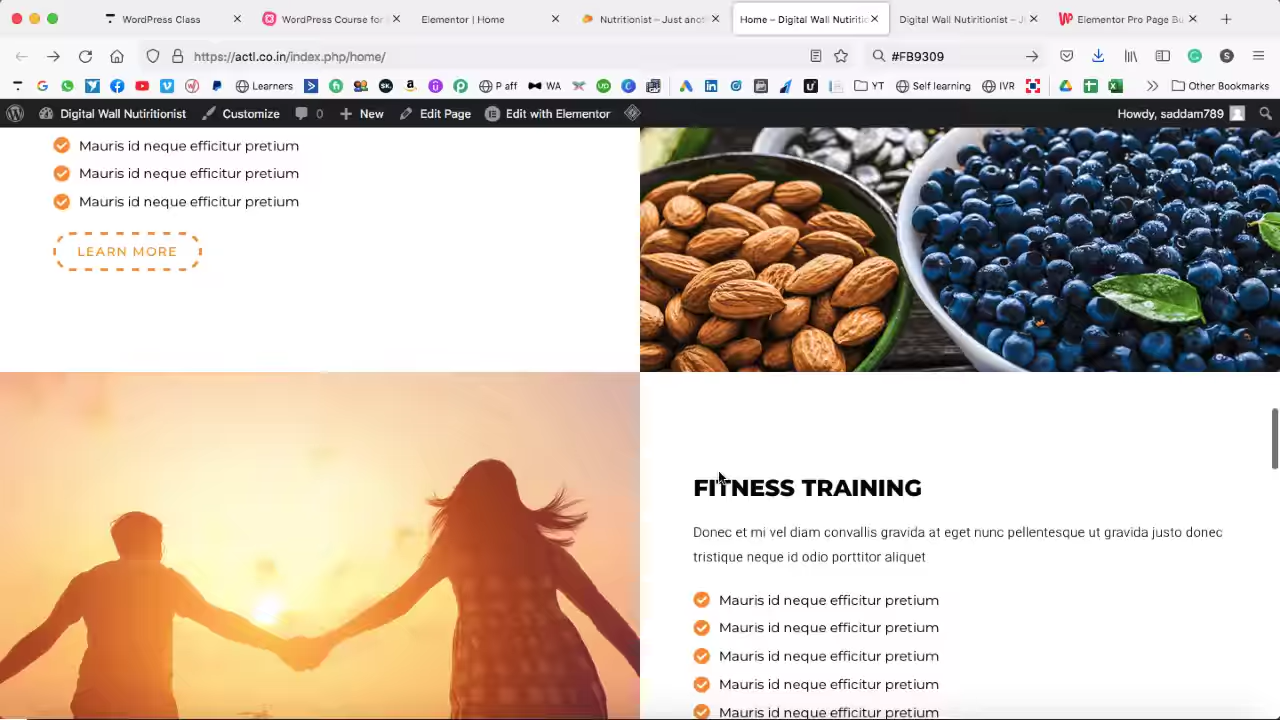 WordPress Class
WordPress Course for
Elementor | Home
Nutritionist – Just anot
Home – Digital Wall Nutiritio
Digital Wall Nutiritionist – J
Elementor Pro Page Bu
https://actl.co.in/index.php/home/
#FB9309
Learners
P aff
WA
YT
Self learning
IVR
Other Bookmarks
Digital Wall Nutiritionist
Customize
0
New
Edit Page
Edit with Elementor
Howdy, saddam789
Mauris id neque efficitur pretium
Mauris id neque efficitur pretium
Mauris id neque efficitur pretium
LEARN MORE
FITNESS TRAINING
Donec et mi vel diam convallis gravida at eget nunc pellentesque ut gravida justo donec
tristique neque id odio porttitor aliquet
Mauris id neque efficitur pretium
Mauris id neque efficitur pretium
Mauris id neque efficitur pretium
Mauris id neque efficitur pretium
Mauris id neque efficitur pretium